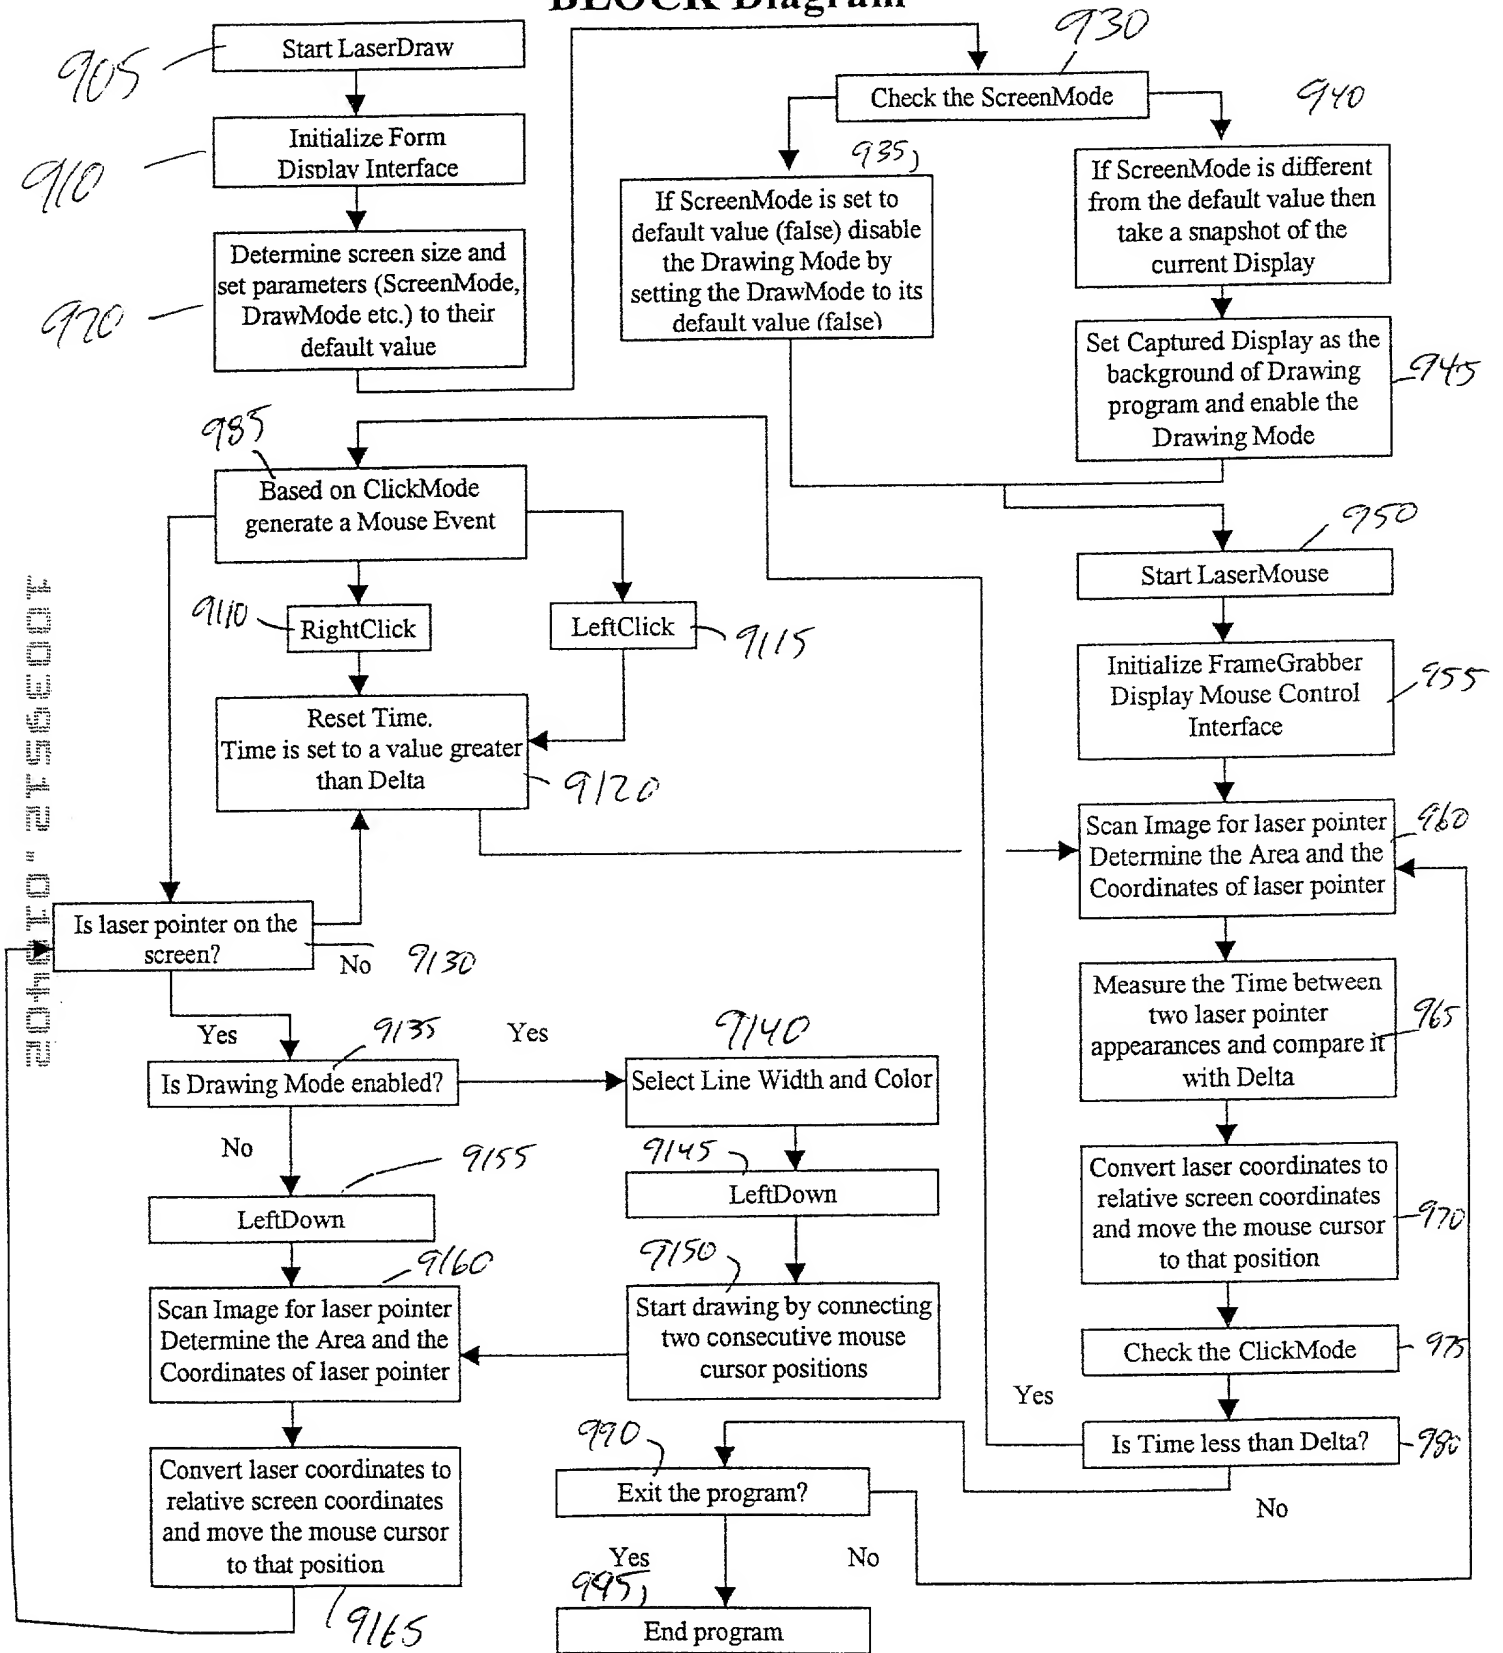 BLOCK Diagram
905
Start LaserDraw
910
Initialize Form
Display Interface
920
Determine screen size and
set parameters (ScreenMode,
DrawMode etc.) to their
default value
930
Check the ScreenMode
935
If ScreenMode is set to
default value (false) disable
the Drawing Mode by
setting the DrawMode to its
default value (false)
940
If ScreenMode is different
from the default value then
take a snapshot of the
current Display
Set Captured Display as the
background of Drawing
program and enable the
Drawing Mode
945
950
Start LaserMouse
Initialize FrameGrabber
Display Mouse Control
Interface
955
Scan Image for laser pointer
Determine the Area and the
Coordinates of laser pointer
960
Measure the Time between
two laser pointer
appearances and compare it
with Delta
965
Convert laser coordinates to
relative screen coordinates
and move the mouse cursor
to that position
970
Check the ClickMode
975
Is Time less than Delta?
980
Yes
No
985
Based on ClickMode
generate a Mouse Event
9110
RightClick
LeftClick
9115
Reset Time.
Time is set to a value greater
than Delta
9120
Is laser pointer on the
screen?
No
9130
Yes
9135
Is Drawing Mode enabled?
Yes
No
9140
Select Line Width and Color
9145
LeftDown
9150
Start drawing by connecting
two consecutive mouse
cursor positions
9155
LeftDown
9160
Scan Image for laser pointer
Determine the Area and the
Coordinates of laser pointer
Convert laser coordinates to
relative screen coordinates
and move the mouse cursor
to that position
9165
990
Exit the program?
Yes
No
995
End program
10039512.010402